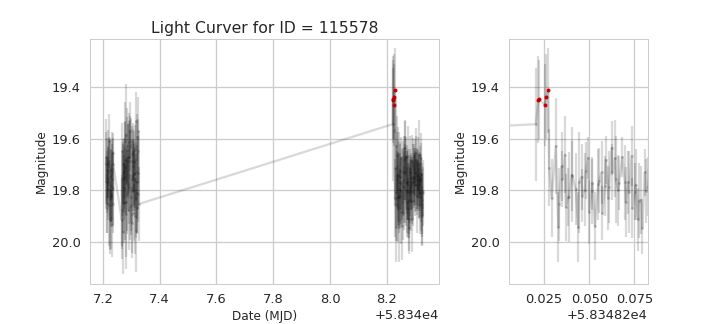 Light Curver for ID = 115578
Magnitude
19.4
19.6
19.8
20.0
7.2 7.4 7.6 7.8 8.0 8.2
Date (MJD)
+5.834e4
Magnitude
19.4
19.6
19.8
20.0
0.025 0.050 0.075
+5.83482e4